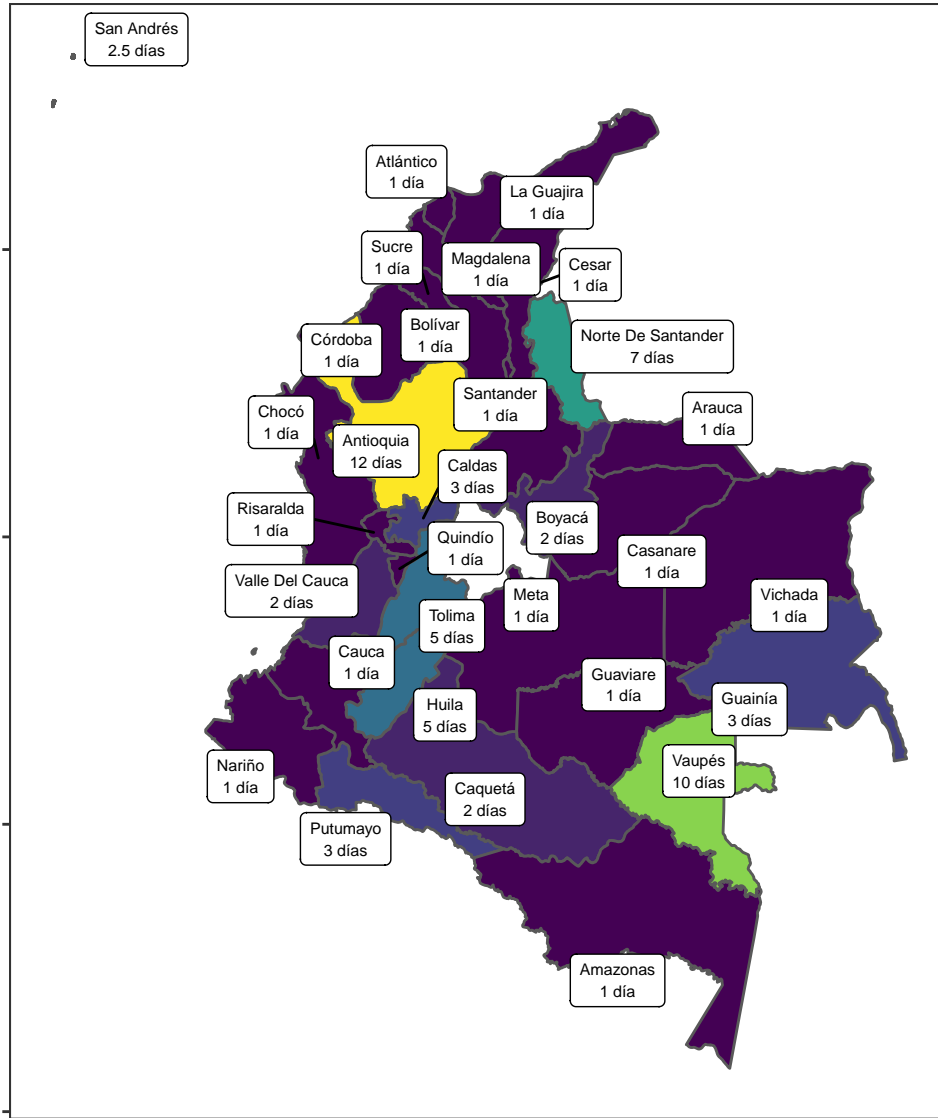 San Andrés
2.5 días
Atlántico
1 día
La Guajira
1 día
Sucre
1 día
Magdalena
1 día
Cesar
1 día
Bolívar
1 día
Córdoba
1 día
Norte De Santander
7 días
Santander
1 día
Chocó
1 día
Arauca
1 día
Antioquia
12 días
Caldas
3 días
Risaralda
1 día
Boyacá
2 días
Quindío
1 día
Casanare
1 día
Valle Del Cauca
2 días
Meta
1 día
Vichada
1 día
Tolima
5 días
Cauca
1 día
Guaviare
1 día
Huila
5 días
Guainía
3 días
Nariño
1 día
Vaupés
10 días
Caquetá
2 días
Putumayo
3 días
Amazonas
1 día